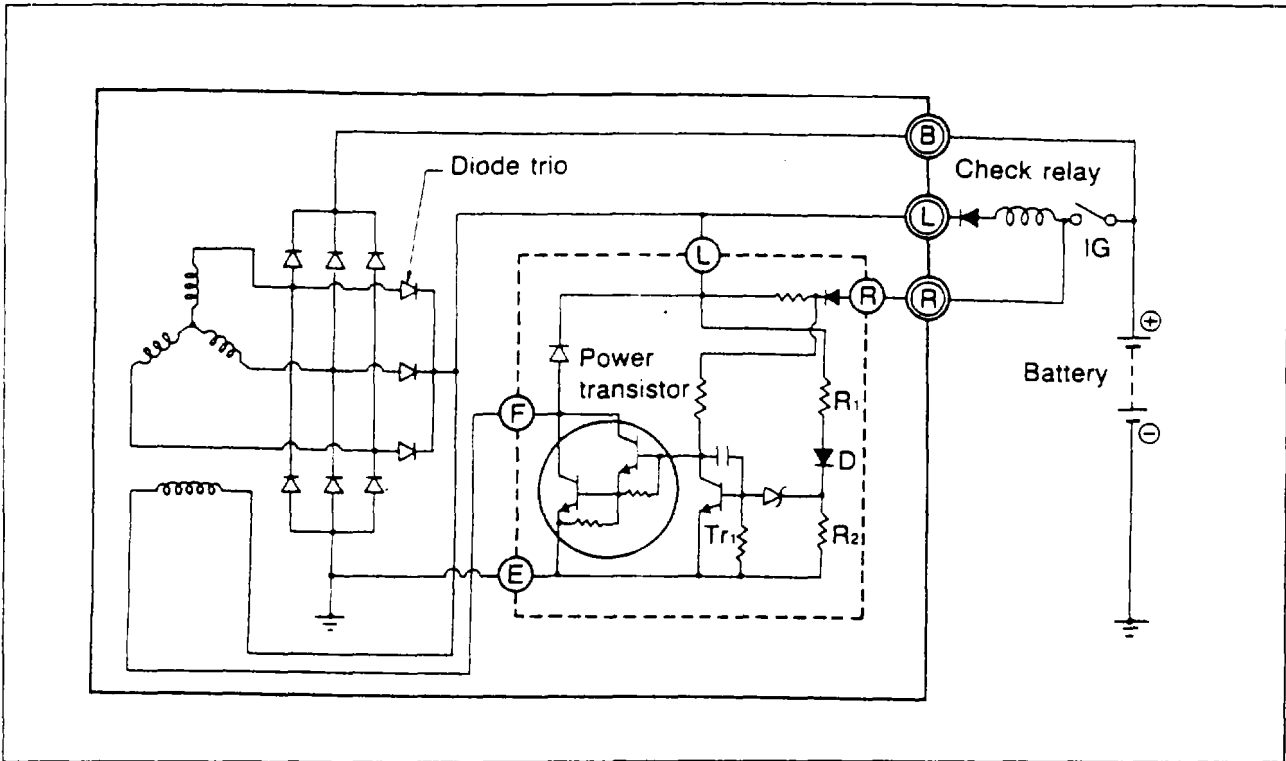 B
Diode trio
Check relay
L
IG
L
R
R
⊕
Power
transistor
R₁
Battery
F
⊖
D
Tr₁
R₂
E